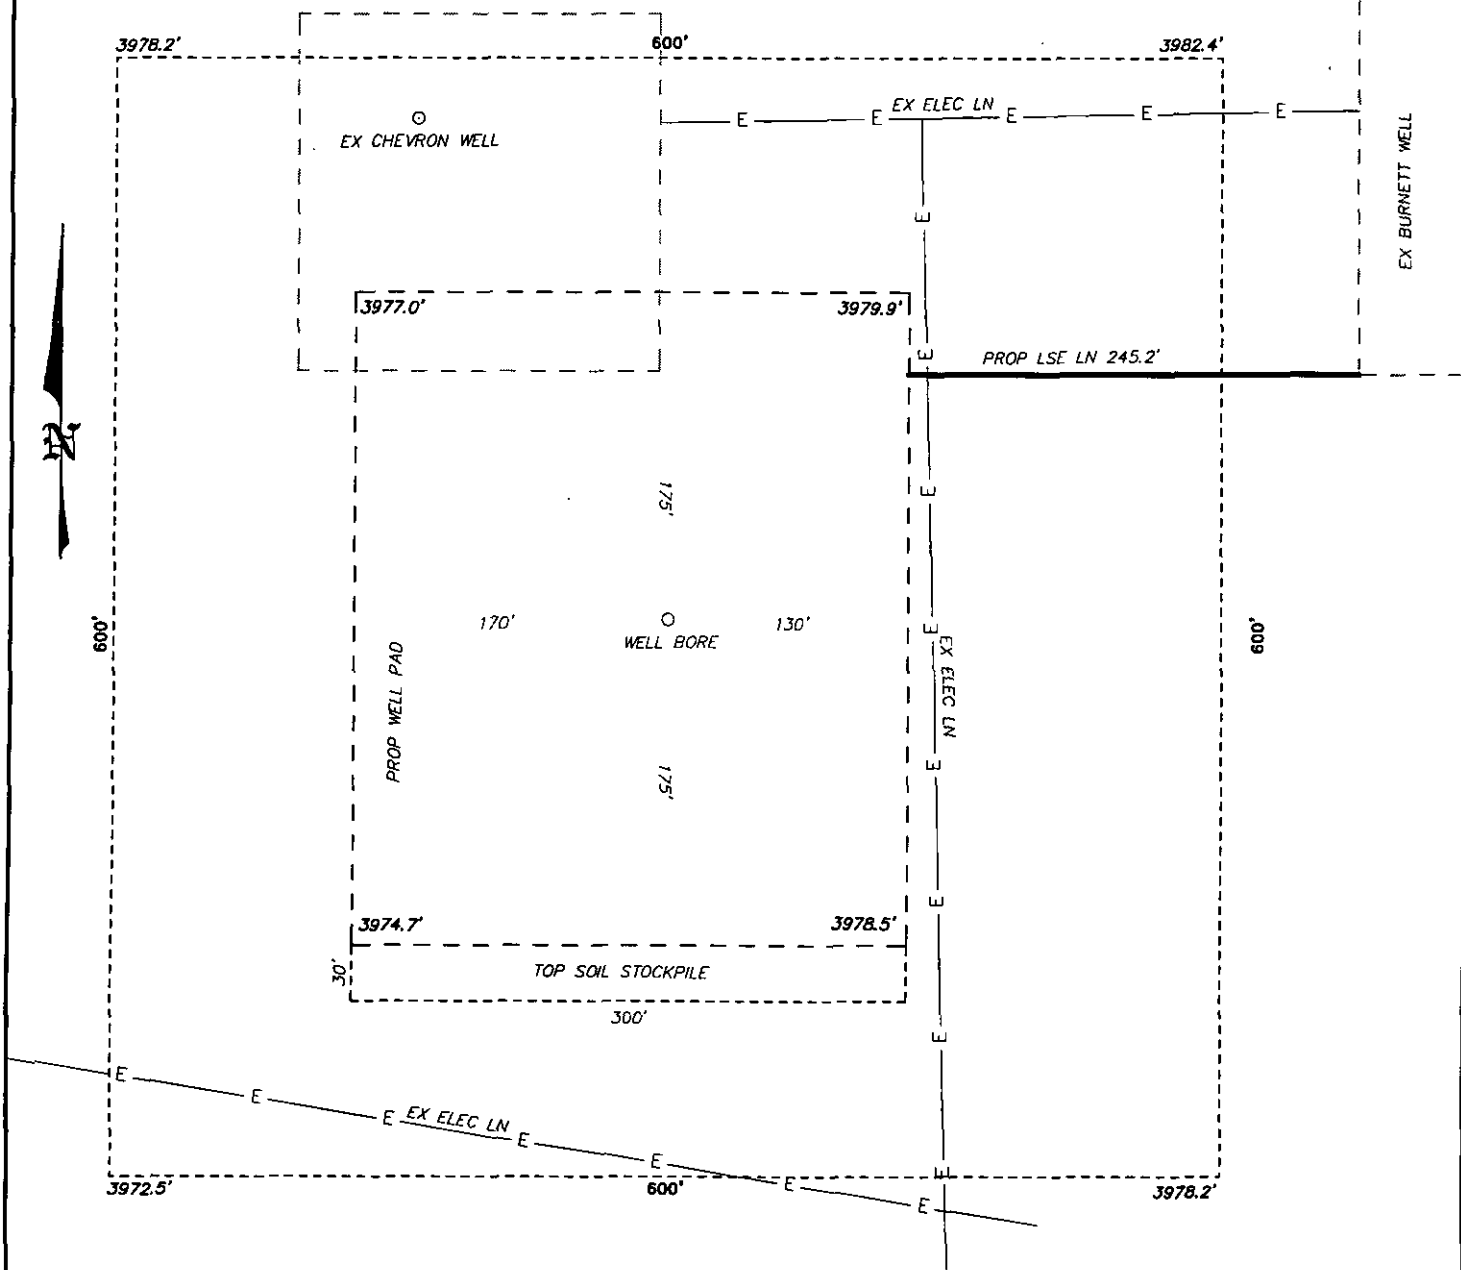 3978.2'
600'
3982.4'
E E EX ELEC LN E E E
EX CHEVRON WELL
EX BURNETT WELL
E
3977.0'
3979.9'
E
PROP LSE LN 245.2'
N
E
175'
600'
170'
WELL BORE
130'
E
EX ELEC LN
600'
PROP WELL PAD
175'
E
E
3974.7'
3978.5'
30'
TOP SOIL STOCKPILE
300'
E
E E E EX ELEC LN E E E E
E
3972.5'
600'
3978.2'